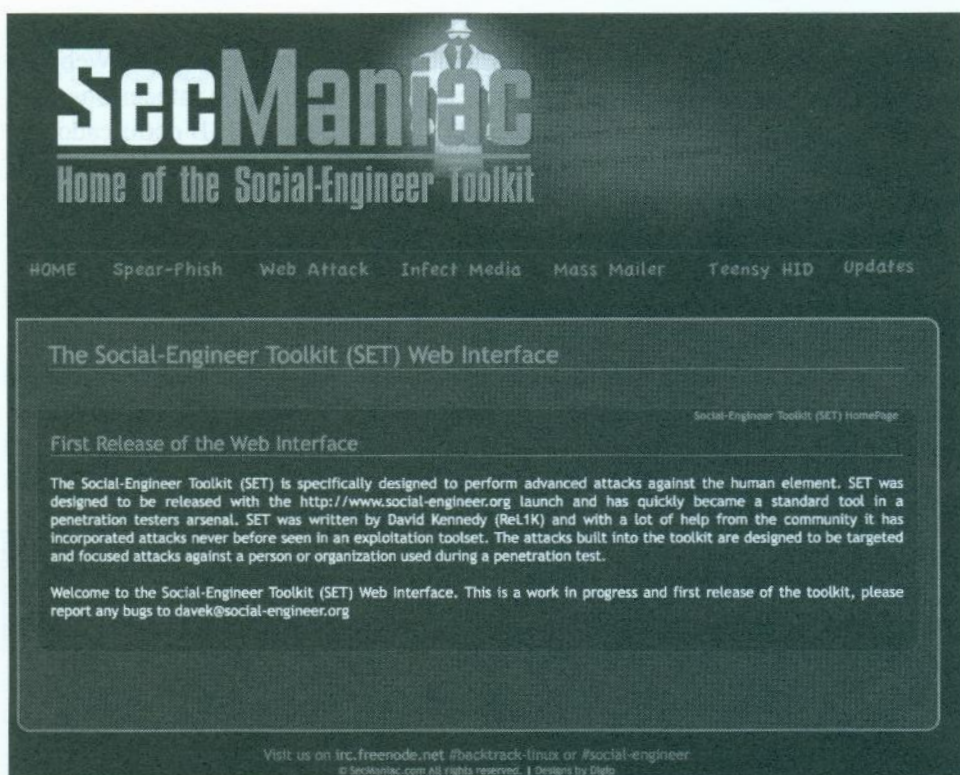 SecManiac
Home of the Social-Engineer Toolkit
HOME Spear-Phish Web Attack Infect Media Mass Mailer Teensy HID Updates
The Social-Engineer Toolkit (SET) Web Interface
Social-Engineer Toolkit (SET) HomePage
First Release of the Web Interface
The Social-Engineer Toolkit (SET) is specifically designed to perform advanced attacks against the human element. SET was
designed to be released with the http://www.social-engineer.org launch and has quickly became a standard tool in a
penetration testers arsenal. SET was written by David Kennedy (ReL1K) and with a lot of help from the community it has
incorporated attacks never before seen in an exploitation toolset. The attacks built into the toolkit are designed to be targeted
and focused attacks against a person or organization used during a penetration test.
Welcome to the Social-Engineer Toolkit (SET) Web Interface. This is a work in progress and first release of the toolkit, please
report any bugs to davek@social-engineer.org
Visit us on irc.freenode.net #backtrack-linux or #social-engineer
© SecManiac.com All rights reserved. | Designs by